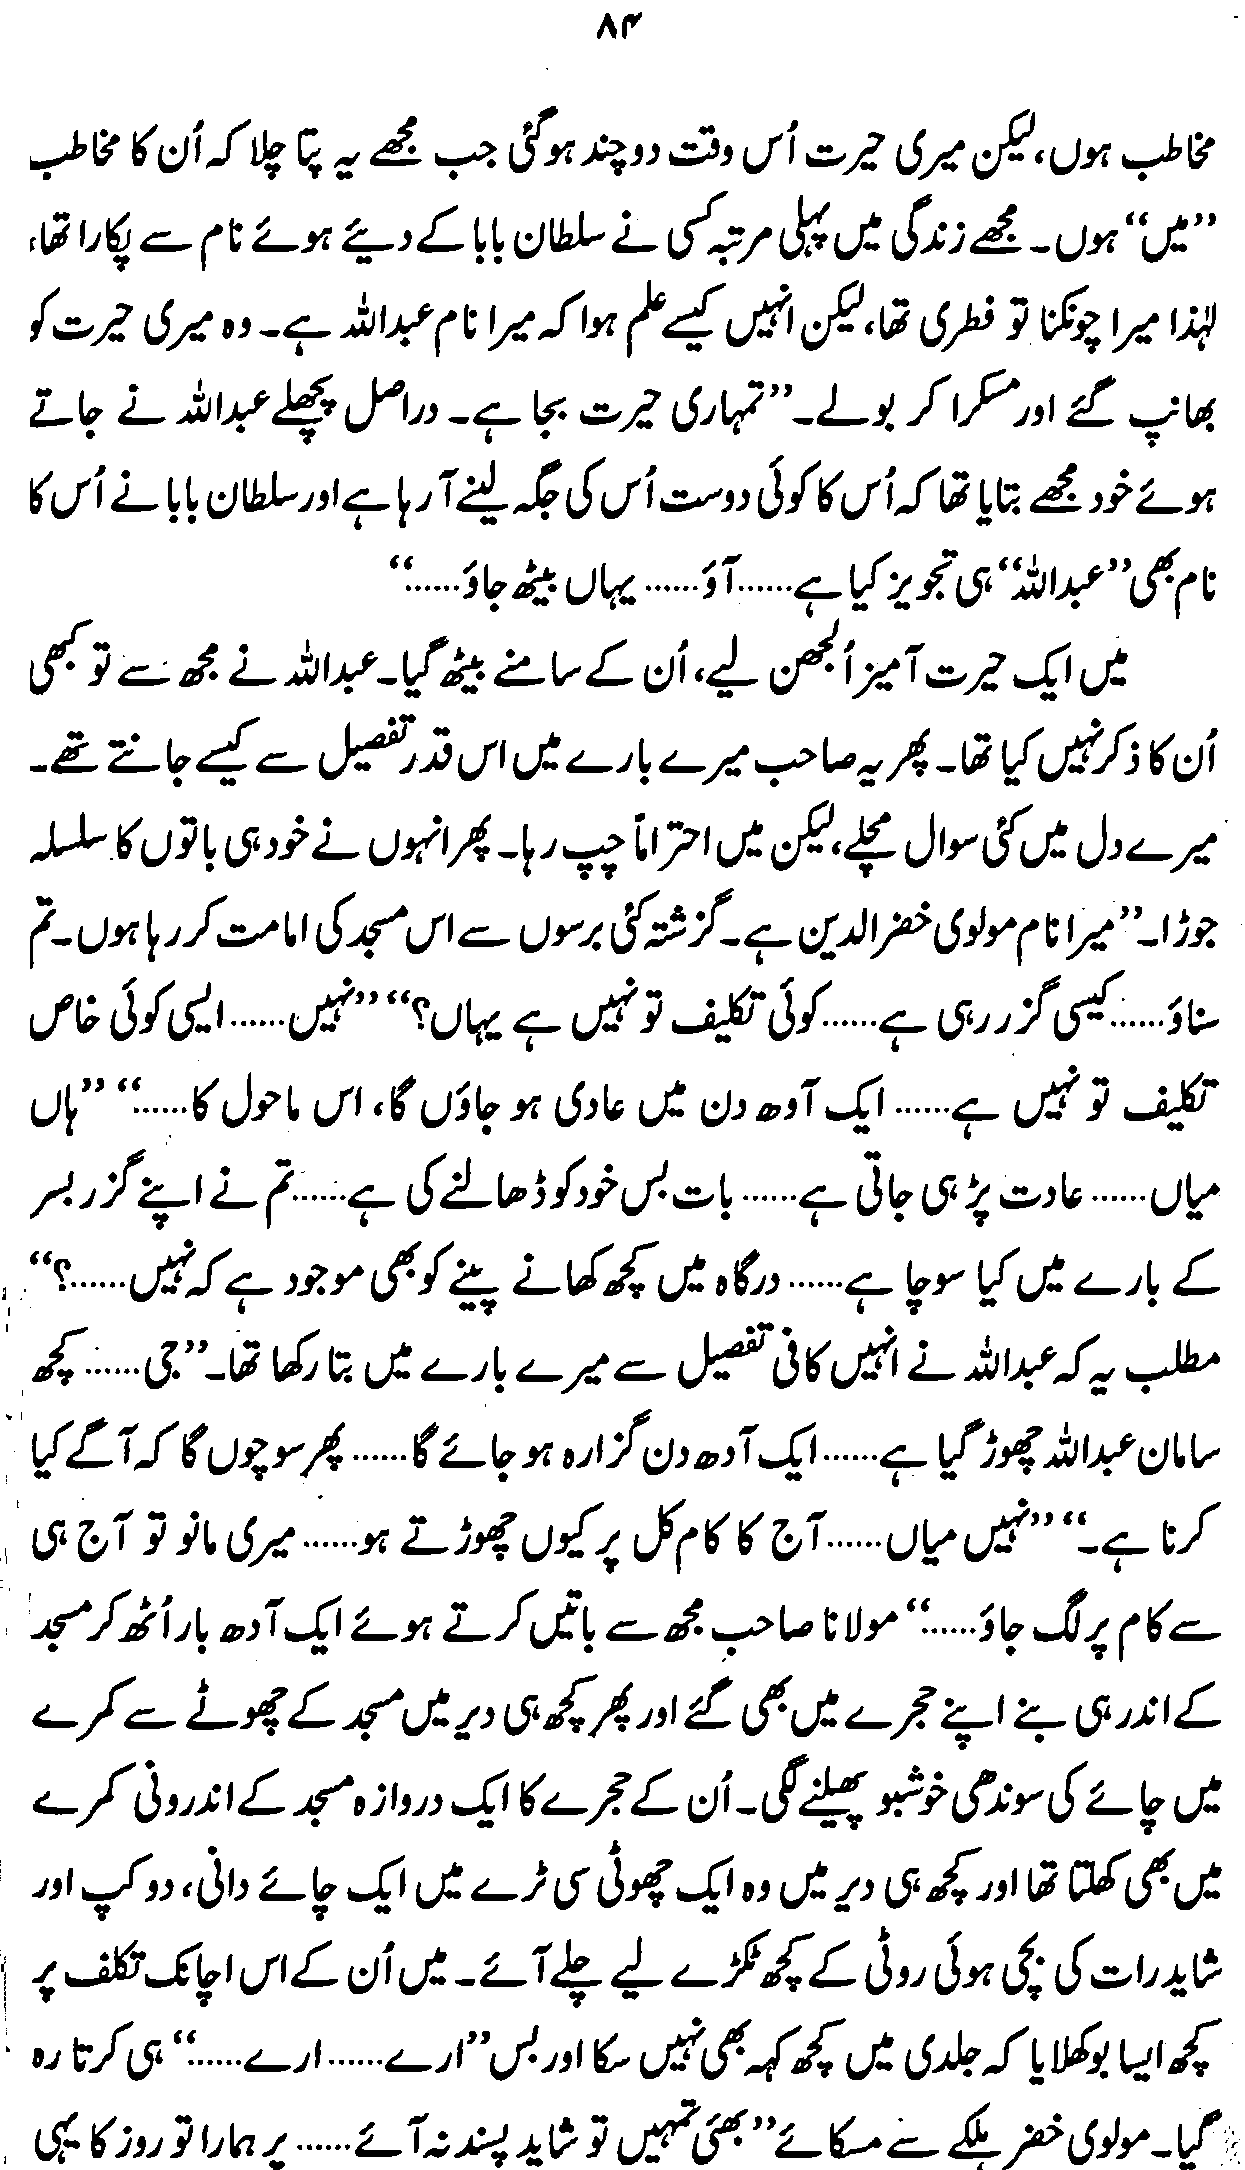 ۸۴
مخاطب ہوں، لیکن میری حیرت اُس وقت دوچند ہوگئی جب مجھے یہ پتا چلا کہ اُن کا مخاطب
”میں“ ہوں۔ مجھے زندگی میں پہلی مرتبہ کسی نے سلطان بابا کے دیئے ہوئے نام سے پکارا تھا،
لہٰذا میرا چونکنا تو فطری تھا، لیکن انہیں کیسے علم ہوا کہ میرا نام عبداللہ ہے۔ وہ میری حیرت کو
بھانپ گئے اور مسکرا کر بولے۔ ”تمہاری حیرت بجا ہے۔ دراصل پچھلے عبداللہ نے جاتے
ہوئے خود مجھے بتایا تھا کہ اُس کا کوئی دوست اُس کی جگہ لینے آ رہا ہے اور سلطان بابا نے اُس کا
نام بھی ”عبداللہ“ ہی تجویز کیا ہے......آؤ...... یہاں بیٹھ جاؤ......“
میں ایک حیرت آمیز اُلجھن لیے، اُن کے سامنے بیٹھ گیا۔ عبداللہ نے مجھ سے تو کبھی
اُن کا ذکر نہیں کیا تھا۔ پھر یہ صاحب میرے بارے میں اس قدر تفصیل سے کیسے جانتے تھے۔
میرے دل میں کئی سوال مچلے، لیکن میں احتراماً چپ رہا۔ پھر انہوں نے خود ہی باتوں کا سلسلہ
جوڑا۔ ”میرا نام مولوی خضر الدین ہے۔ گزشتہ کئی برسوں سے اس مسجد کی امامت کر رہا ہوں۔ تم
سناؤ......کیسی گزر رہی ہے......کوئی تکلیف تو نہیں ہے یہاں؟“ ”نہیں......ایسی کوئی خاص
تکلیف تو نہیں ہے...... ایک آدھ دن میں عادی ہو جاؤں گا، اس ماحول کا......“ ”ہاں
میاں...... عادت پڑ ہی جاتی ہے...... بات بس خود کو ڈھالنے کی ہے......تم نے اپنے گزر بسر
کے بارے میں کیا سوچا ہے...... درگاہ میں کچھ کھانے پینے کو بھی موجود ہے کہ نہیں......؟“
مطلب یہ کہ عبداللہ نے انہیں کافی تفصیل سے میرے بارے میں بتا رکھا تھا۔ ”جی...... کچھ
سامان عبداللہ چھوڑ گیا ہے......ایک آدھ دن گزارہ ہو جائے گا...... پھر سوچوں گا کہ آگے کیا
کرنا ہے۔“ ”نہیں میاں......آج کا کام کل پر کیوں چھوڑتے ہو...... میری مانو تو آج ہی
سے کام پر لگ جاؤ......“ مولانا صاحب مجھ سے باتیں کرتے ہوئے ایک آدھ بار اُٹھ کر مسجد
کے اندر ہی بنے اپنے حجرے میں بھی گئے اور پھر کچھ ہی دیر میں مسجد کے چھوٹے سے کمرے
میں چائے کی سوندھی خوشبو پھیلنے لگی۔ اُن کے حجرے کا ایک دروازہ مسجد کے اندرونی کمرے
میں بھی کھلتا تھا اور کچھ ہی دیر میں وہ ایک چھوٹی سی ٹرے میں ایک چائے دانی، دو کپ اور
شاید رات کی بچی ہوئی روٹی کے کچھ ٹکڑے لیے چلے آئے۔ میں اُن کے اس اچانک تکلف پر
کچھ ایسا بوکھلایا کہ جلدی میں کچھ کہہ بھی نہیں سکا اور بس ”ارے......ارے......“ ہی کرتا رہ
گیا۔ مولوی خضر ہلکے سے مسکائے ”بھئی تمہیں تو شاید پسند نہ آئے...... پر ہمارا تو روز کا یہی